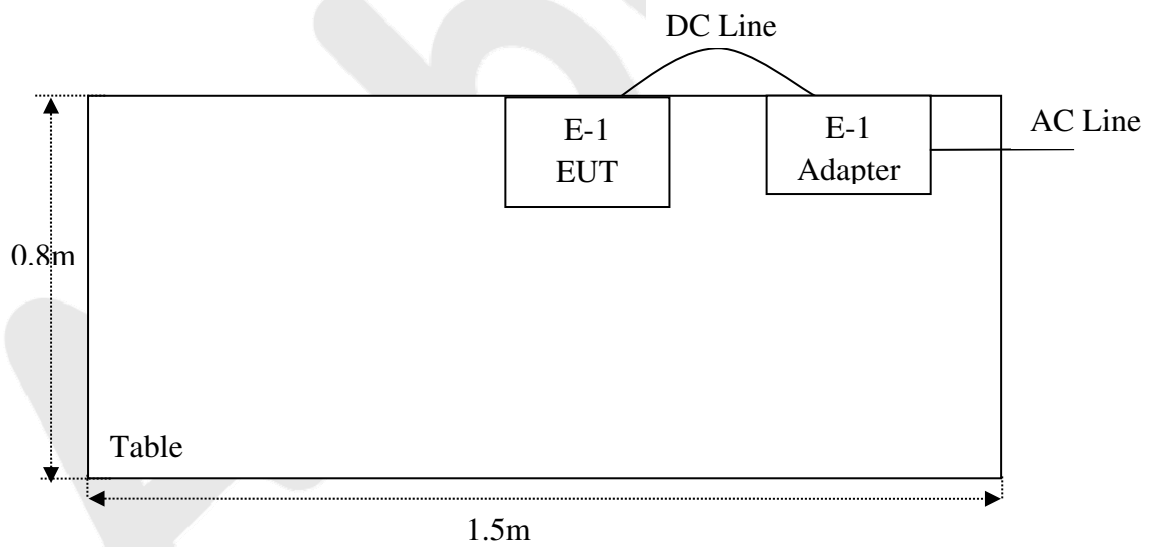 DC Line
E-1
EUT
E-1
Adapter
AC Line
0.8m
Table
1.5m